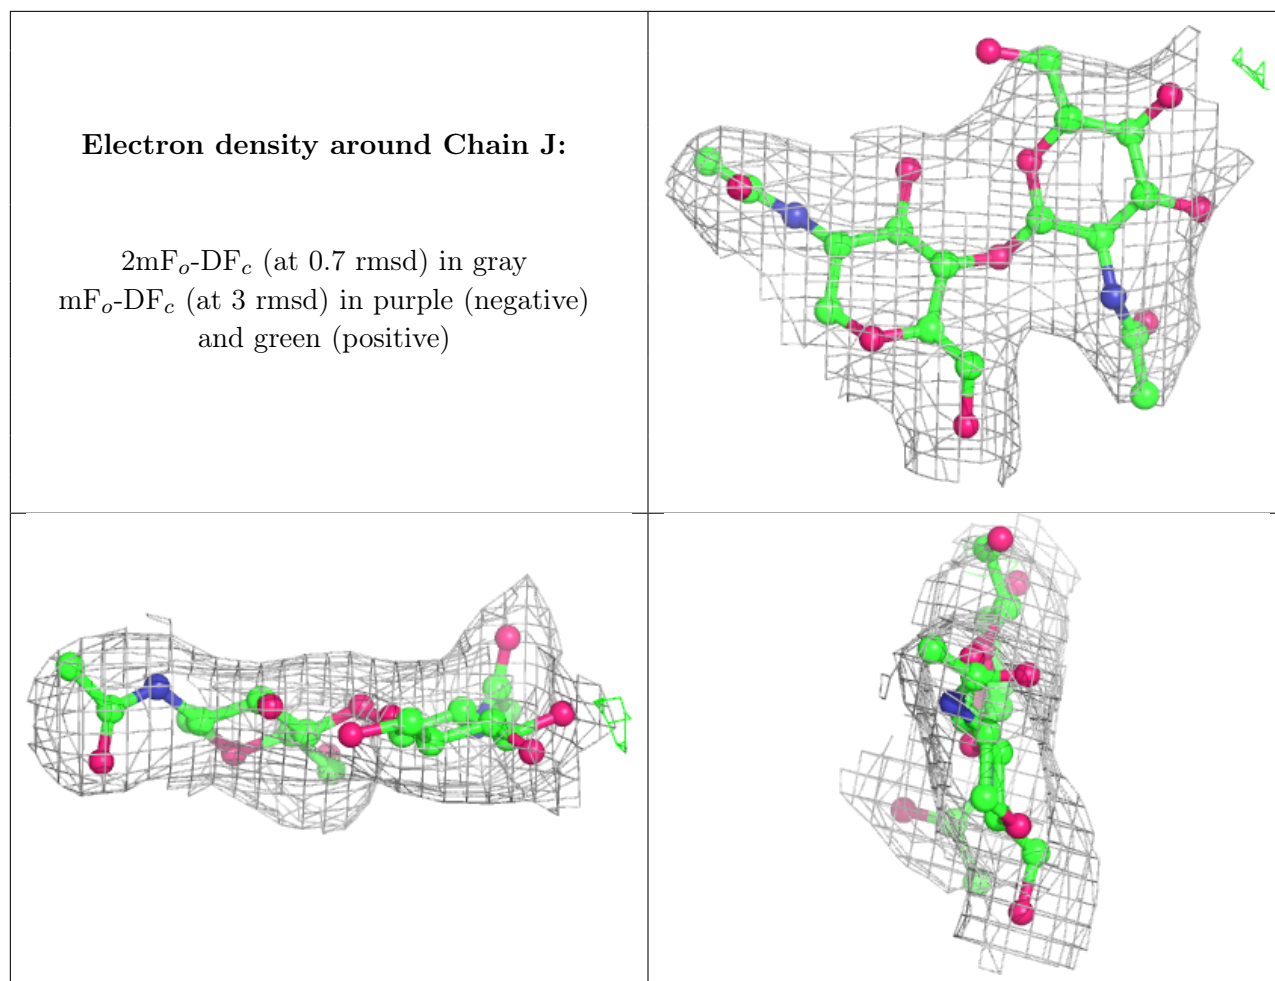 Electron density around Chain J:
2mFₒ-DF𝒸 (at 0.7 rmsd) in gray
mFₒ-DF𝒸 (at 3 rmsd) in purple (negative)
and green (positive)